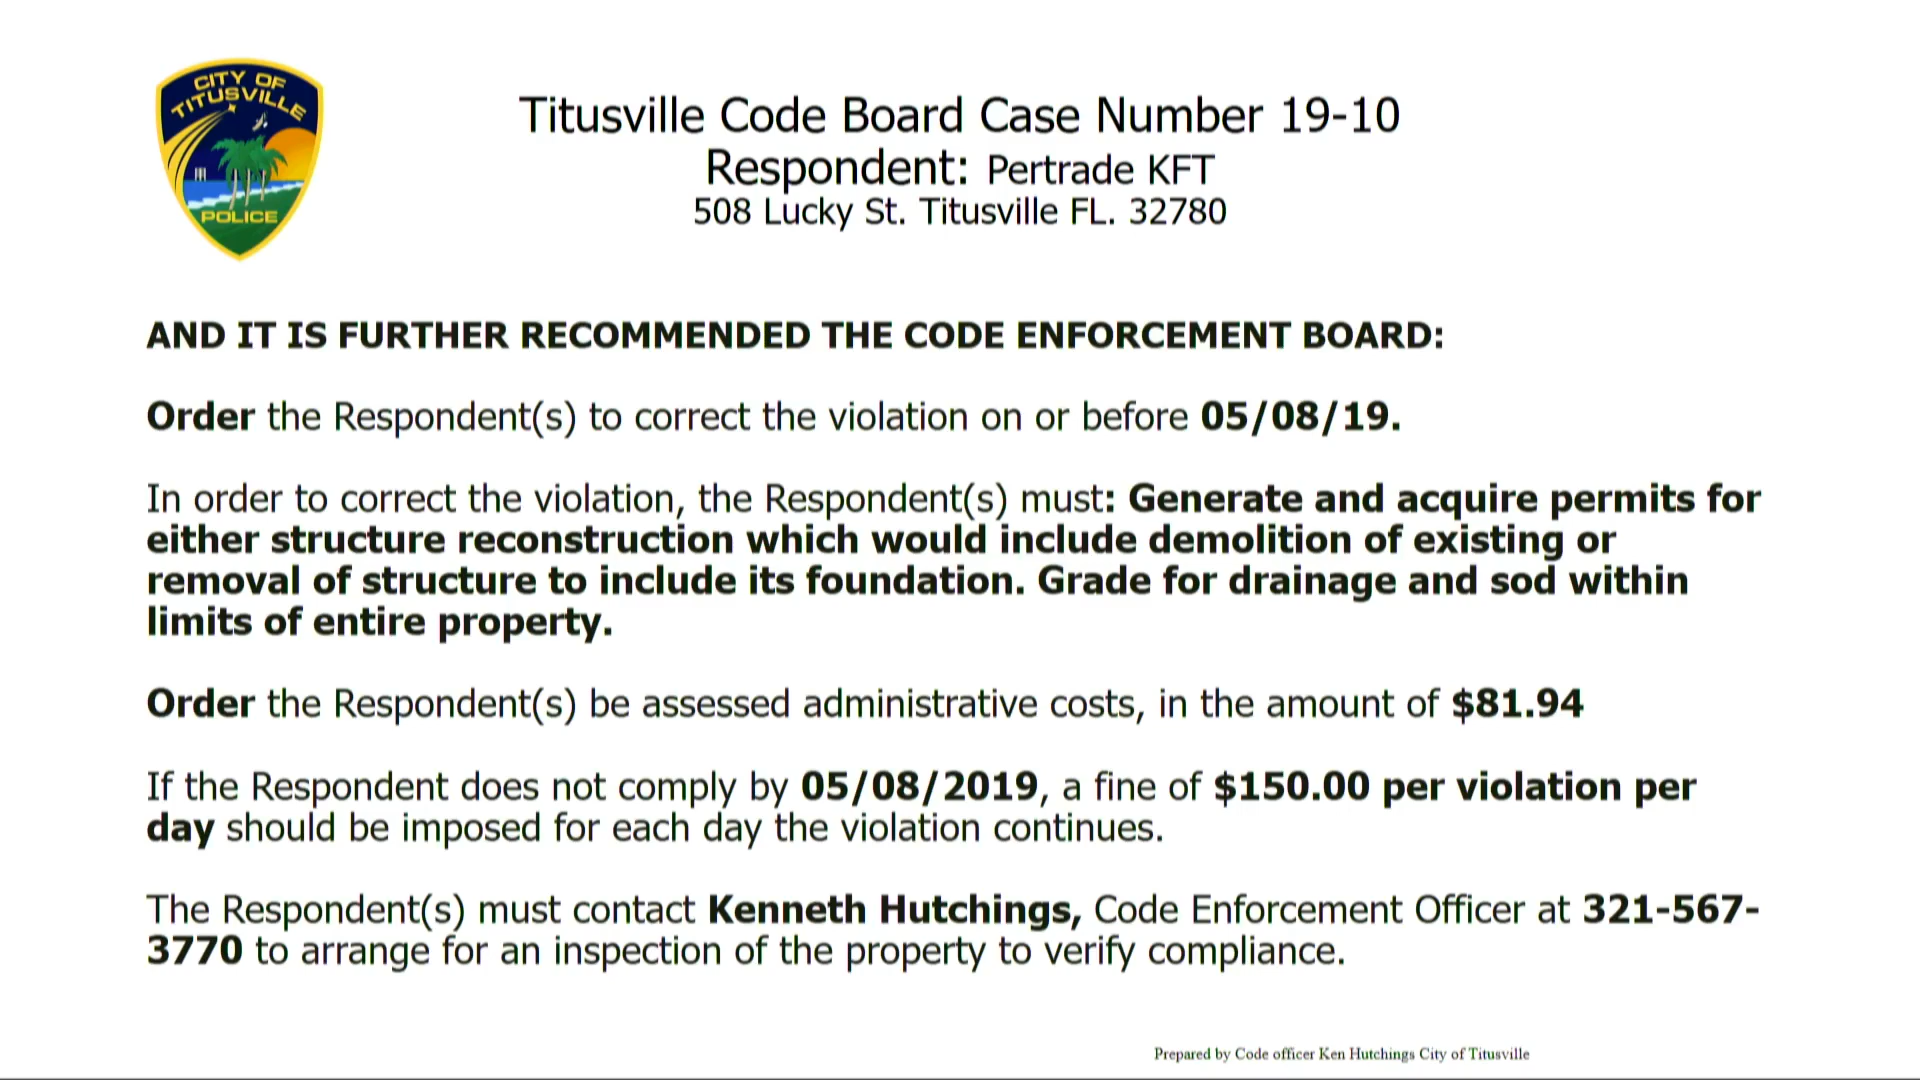 CITY OF
TITUSVILLE
POLICE
Titusville Code Board Case Number 19-10
Respondent: Pertrade KFT
508 Lucky St. Titusville FL. 32780
AND IT IS FURTHER RECOMMENDED THE CODE ENFORCEMENT BOARD:
Order the Respondent(s) to correct the violation on or before 05/08/19.
In order to correct the violation, the Respondent(s) must: Generate and acquire permits for
either structure reconstruction which would include demolition of existing or
removal of structure to include its foundation. Grade for drainage and sod within
limits of entire property.
Order the Respondent(s) be assessed administrative costs, in the amount of $81.94
If the Respondent does not comply by 05/08/2019, a fine of $150.00 per violation per
day should be imposed for each day the violation continues.
The Respondent(s) must contact Kenneth Hutchings, Code Enforcement Officer at 321-567-
3770 to arrange for an inspection of the property to verify compliance.
Prepared by Code officer Ken Hutchings City of Titusville